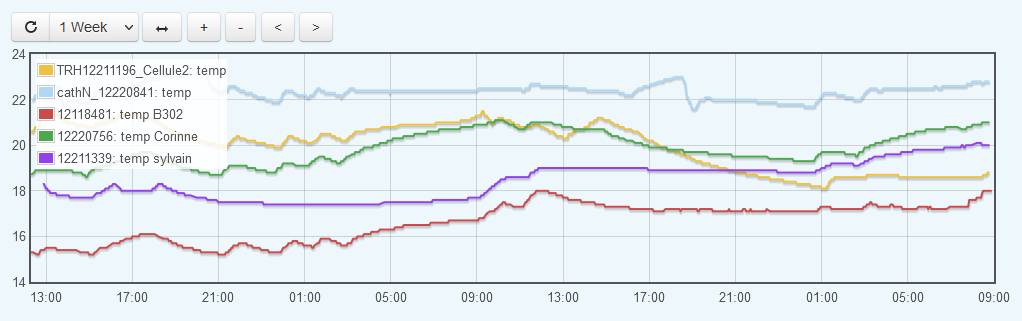 1 Week + - < >
24
22
20
18
16
14
TRH12211196_Cellule2: temp
cathN_12220841: temp
12118481: temp B302
12220756: temp Corinne
12211339: temp sylvain
13:00 17:00 21:00 01:00 05:00 09:00 13:00 17:00 21:00 01:00 05:00 09:00